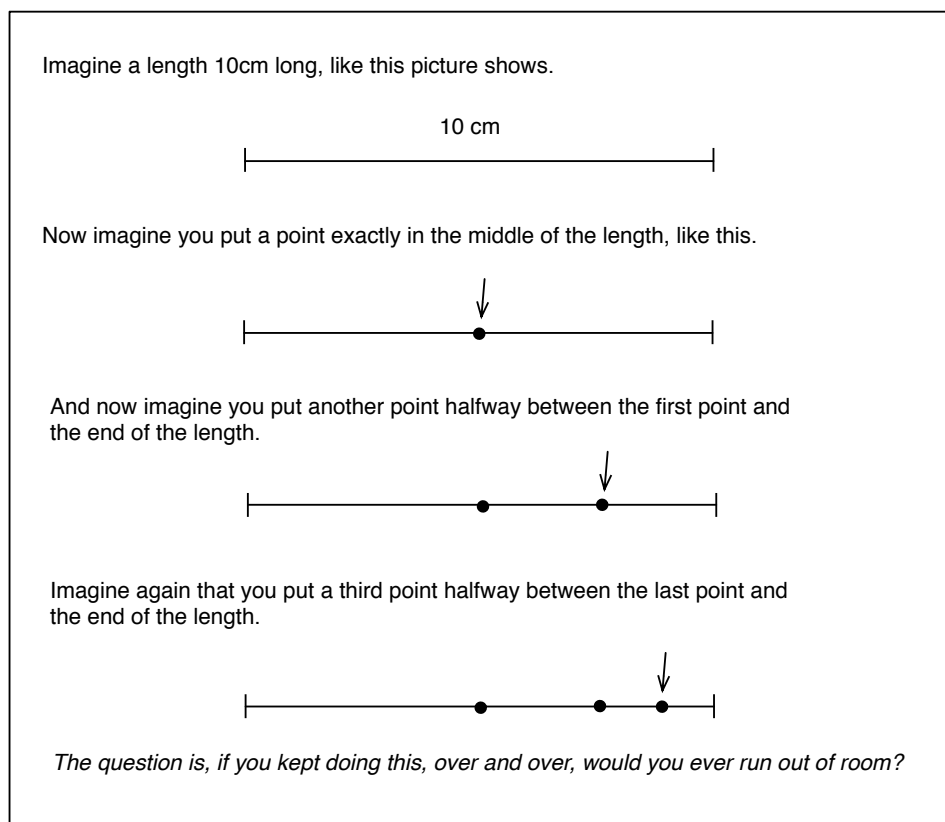 Imagine a length 10cm long, like this picture shows.
10 cm
Now imagine you put a point exactly in the middle of the length, like this.
And now imagine you put another point halfway between the first point and
the end of the length.
Imagine again that you put a third point halfway between the last point and
the end of the length.
The question is, if you kept doing this, over and over, would you ever run out of room?